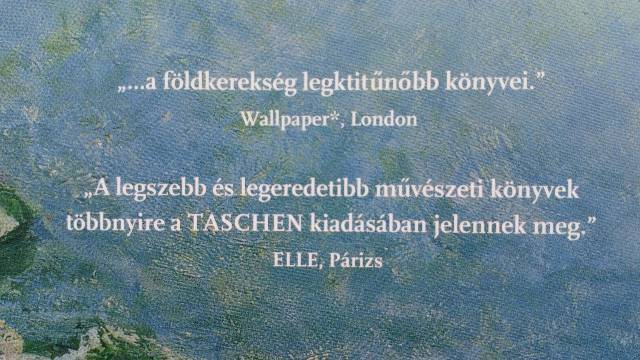 „...a földkerekség legktitűnőbb könyvei.”
Wallpaper*, London
„A legszebb és legeredetibb művészeti könyvek
többnyire a TASCHEN kiadásában jelennek meg.”
ELLE, Párizs